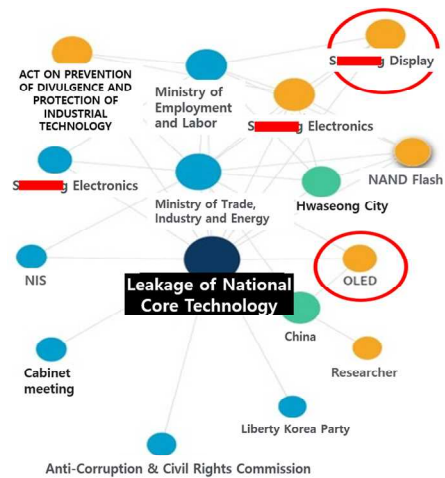 S        g Display
ACT ON PREVENTION
OF DIVULGENCE AND
PROTECTION OF
INDUSTRIAL
TECHNOLOGY
Ministry of
Employment
and Labor
S        g Electronics
NAND Flash
S        g Electronics
Ministry of Trade,
Industry and Energy
Hwaseong City
NIS
Leakage of National
Core Technology
OLED
China
Cabinet
meeting
Researcher
Liberty Korea Party
Anti-Corruption & Civil Rights Commission